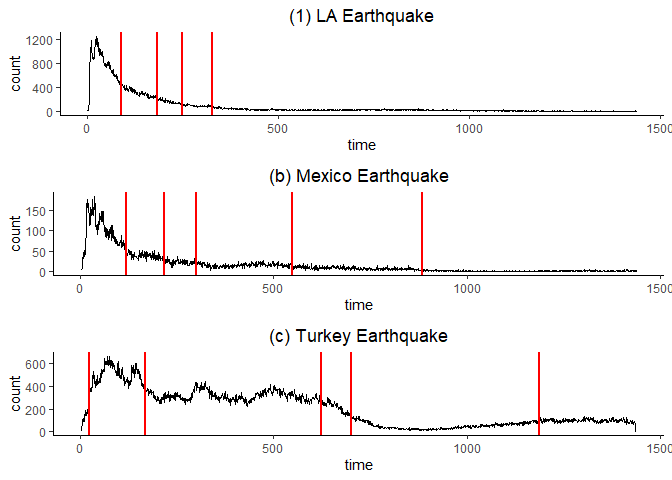 (1) LA Earthquake
1200
800
400
0
count
0 500 1000 1500
time
(b) Mexico Earthquake
150
100
50
0
count
0 500 1000 1500
time
(c) Turkey Earthquake
600
400
200
0
count
0 500 1000 1500
time